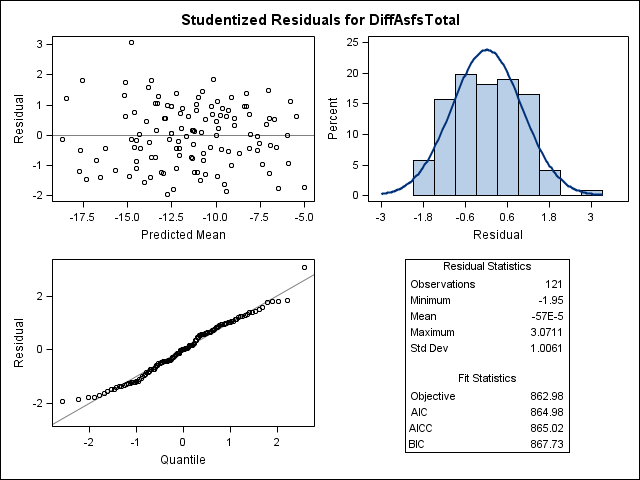 Studentized Residuals for DiffAsfsTotal
3
2
1
0
-1
-2
Residual
-17.5 -15.0 -12.5 -10.0 -7.5 -5.0
Predicted Mean
25
20
15
10
5
0
Percent
-3 -1.8 -0.6 0.6 1.8 3
Residual
2
0
-2
Residual
-2 -1 0 1 2
Quantile
Residual Statistics
Observations 121
Minimum -1.95
Mean -57E-5
Maximum 3.0711
Std Dev 1.0061
Fit Statistics
Objective 862.98
AIC 864.98
AICC 865.02
BIC 867.73